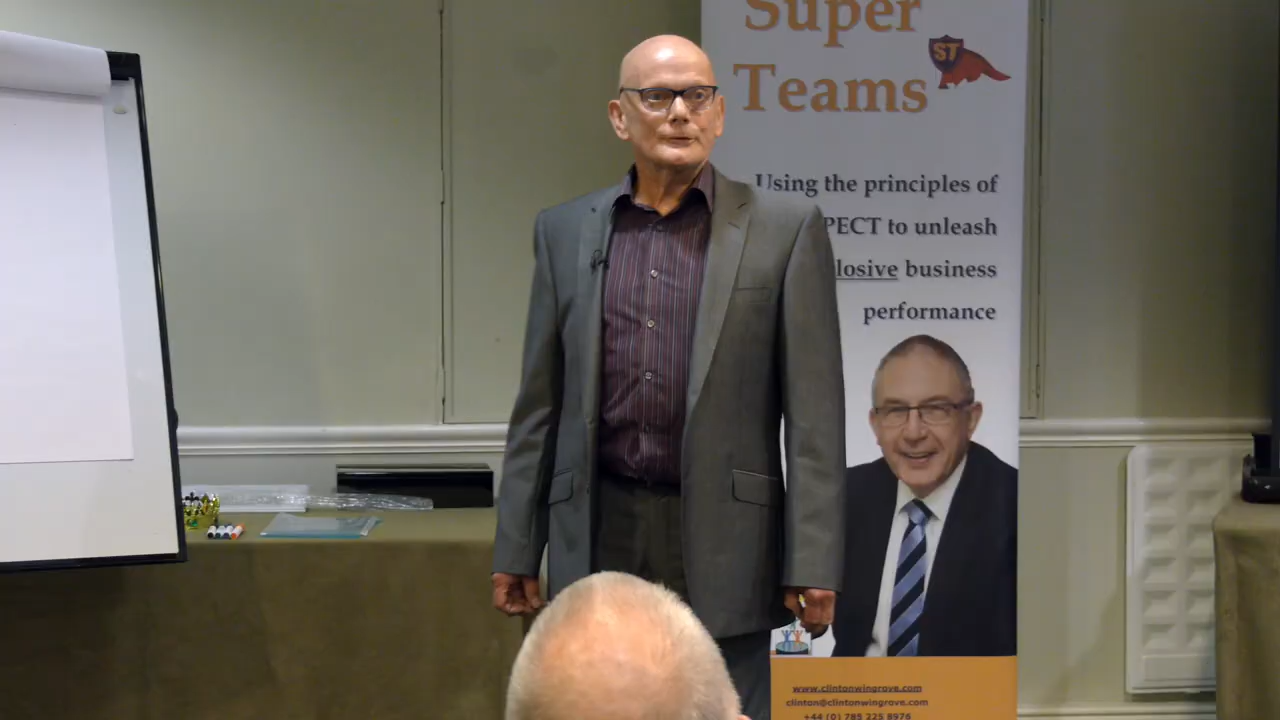 Super
Teams
ST
Using the principles of
PECT to unleash
losive business
performance
www.clintonwingrove.com
clinton@clintonwingrove.com
+44 (0) 785 225 8976